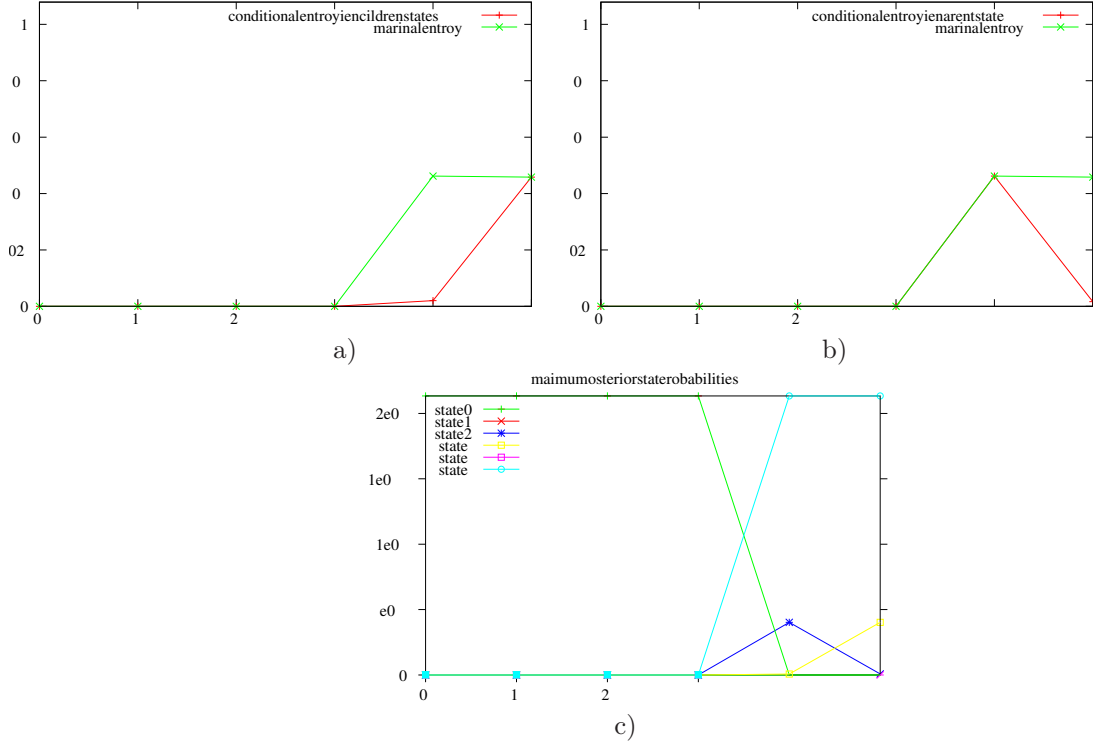 conditionalentroyiencildrenstates
marinalentroy
1
0
0
0
02
0
0 1 2
a)
conditionalentroyienarentstate
marinalentroy
1
0
0
0
02
0
0 1 2
b)
maimumosteriorstaterobabilities
state0
state1
state2
state
state
state
2e0
1e0
1e0
e0
0
0 1 2
c)